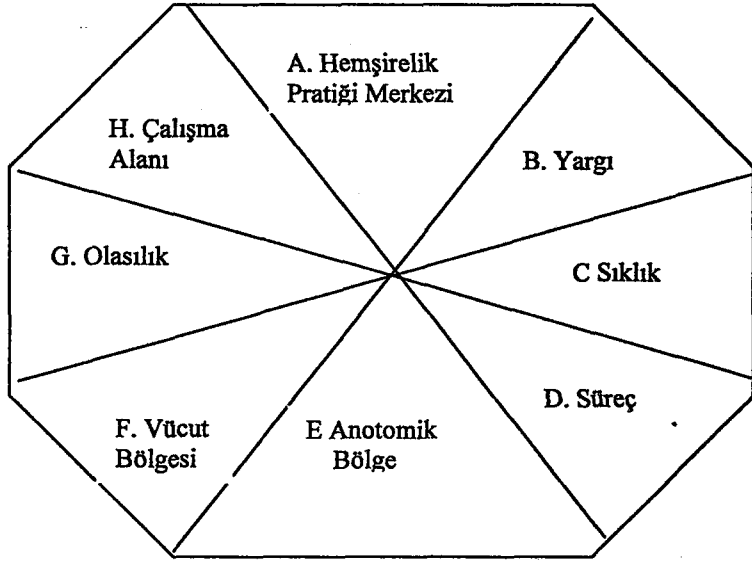 A. Hemşirelik
Pratiği Merkezi
B. Yargı
C Sıklık
D. Süreç
E Anotomik
Bölge
F. Vücut
Bölgesi
G. Olasılık
H. Çalışma
Alanı